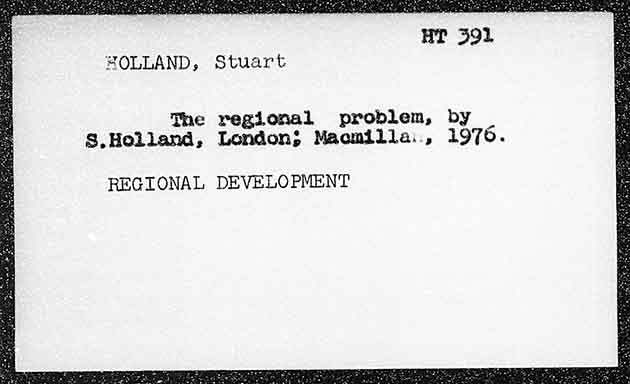 HT 391
HOLLAND, Stuart
The regional problem, by
S.Holland, London; Macmillan, 1976.
REGIONAL DEVELOPMENT